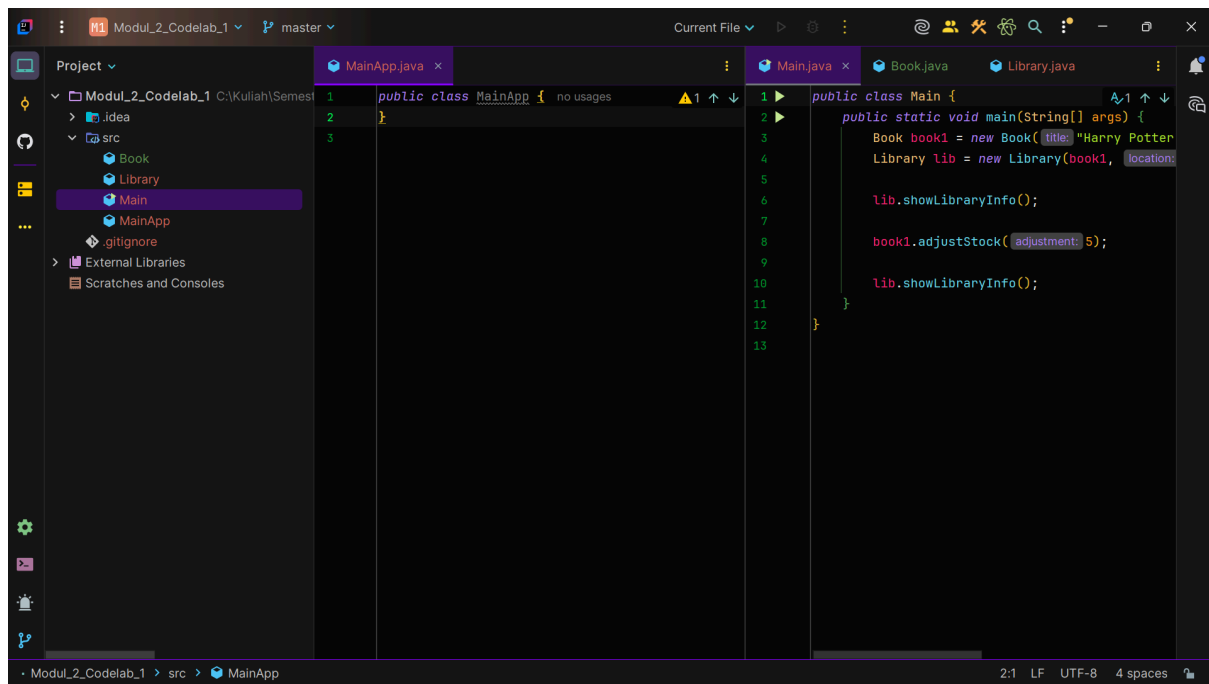 M1 Modul_2_Codelab_1 master Current File
Project
Modul_2_Codelab_1 C:\Kuliah\Semest
.idea
src
Book
Library
Main
MainApp
.gitignore
External Libraries
Scratches and Consoles
MainApp.java
1 public class MainApp { no usages 1
2 }
3
Main.java Book.java Library.java
1 public class Main { 1
2 public static void main(String[] args) {
3 Book book1 = new Book( title: "Harry Potter
4 Library lib = new Library(book1, location:
5
6 lib.showLibraryInfo();
7
8 book1.adjustStock( adjustment: 5);
9
10 lib.showLibraryInfo();
11 }
12 }
13
Modul_2_Codelab_1 > src > MainApp 2:1 LF UTF-8 4 spaces